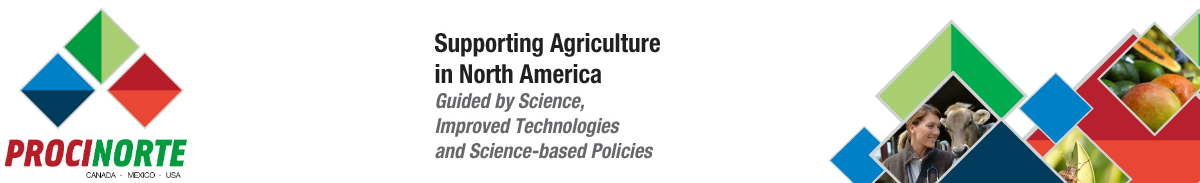 PROCINORTE
CANADA · MEXICO · USA
Supporting Agriculture
in North America
Guided by Science,
Improved Technologies
and Science-based Policies